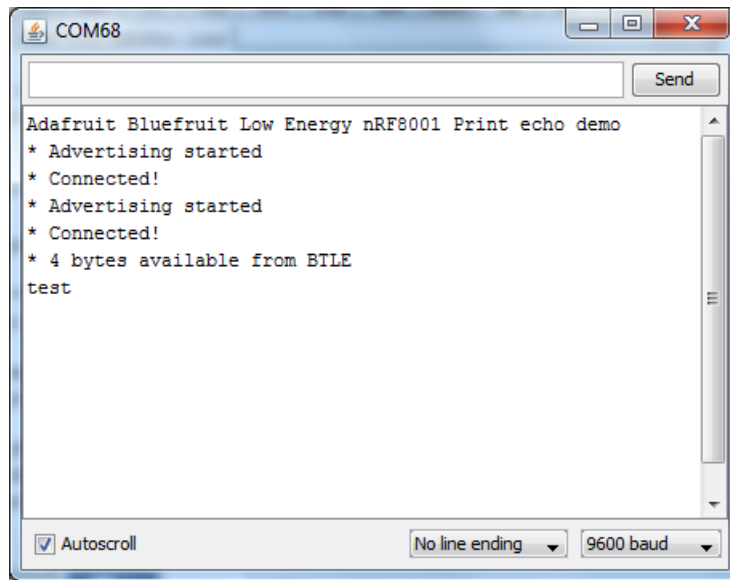 COM68
Send
Adafruit Bluefruit Low Energy nRF8001 Print echo demo
* Advertising started
* Connected!
* Advertising started
* Connected!
* 4 bytes available from BTLE
test
Autoscroll
No line ending
9600 baud